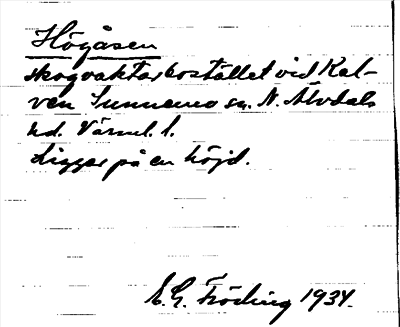 Högåsen
skogvaktarbostället vid Kal-
ven Sunnemo sn. N. Älvdals
hd. Värml. l.
Ligger på en höjd.
E. G. Fröding 1934.